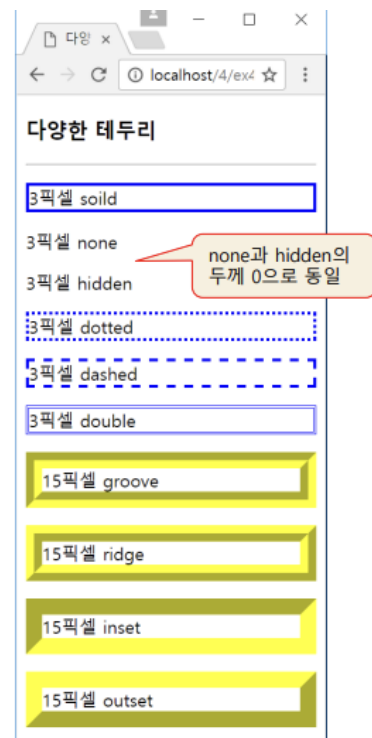 다양
localhost/4/ex4
다양한 테두리
3픽셀 soild
3픽셀 none
none과 hidden의
두께 0으로 동일
3픽셀 hidden
3픽셀 dotted
3픽셀 dashed
3픽셀 double
15픽셀 groove
15픽셀 ridge
15픽셀 inset
15픽셀 outset